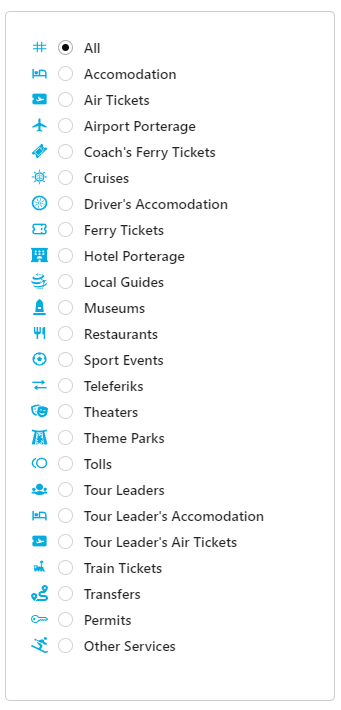 All
Accomodation
Air Tickets
Airport Porterage
Coach's Ferry Tickets
Cruises
Driver's Accomodation
Ferry Tickets
Hotel Porterage
Local Guides
Museums
Restaurants
Sport Events
Teleferiks
Theaters
Theme Parks
Tolls
Tour Leaders
Tour Leader's Accomodation
Tour Leader's Air Tickets
Train Tickets
Transfers
Permits
Other Services